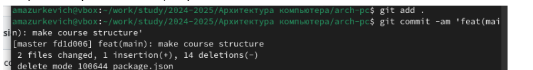 amazurkevich@vbox:~/work/study/2024-2025/Архитектура компьютера/arch-pc$ git add .
amazurkevich@vbox:~/work/study/2024-2025/Архитектура компьютера/arch-pc$ git commit -am 'feat(mai
n): make course structure'
[master fd1d006] feat(main): make course structure
2 files changed, 1 insertion(+), 14 deletions(-)
delete mode 100644 package.json